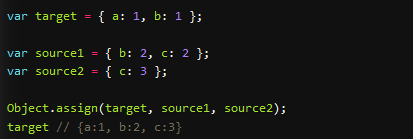 var target = { a: 1, b: 1 };
var source1 = { b: 2, c: 2 };
var source2 = { c: 3 };
Object.assign(target, source1, source2);
target // {a:1, b:2, c:3}